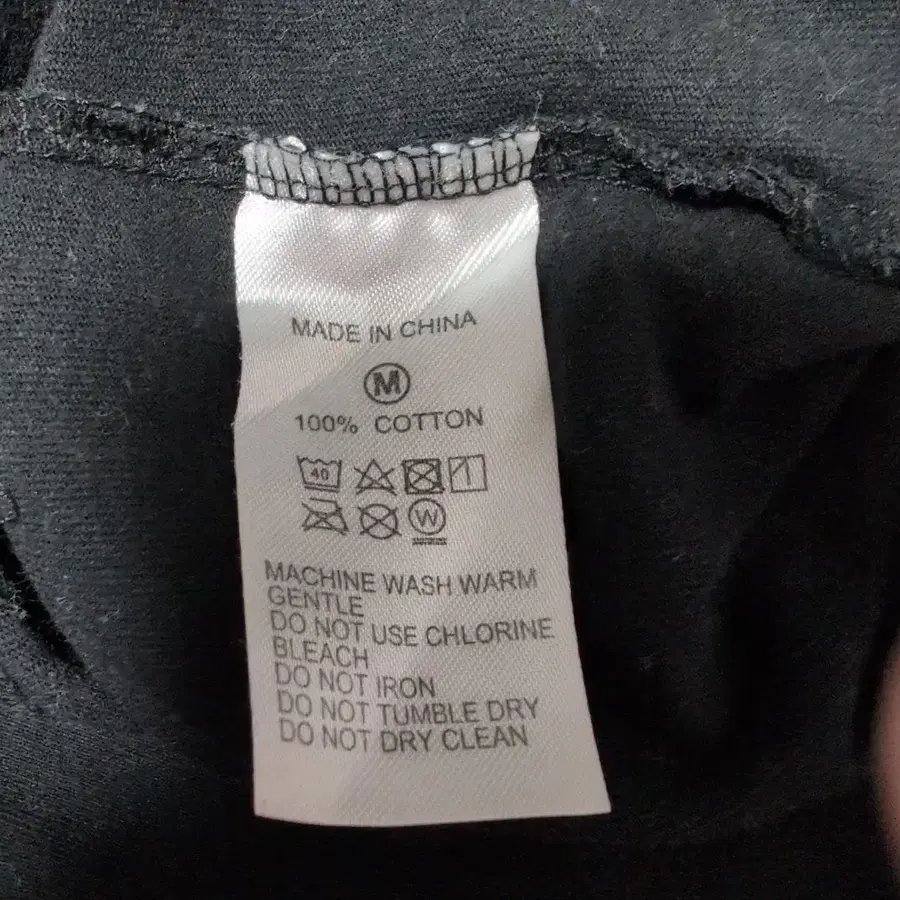 MADE IN CHINA
M
100% COTTON
40
W
MACHINE WASH WARM
GENTLE
DO NOT USE CHLORINE
BLEACH
DO NOT IRON
DO NOT TUMBLE DRY
DO NOT DRY CLEAN